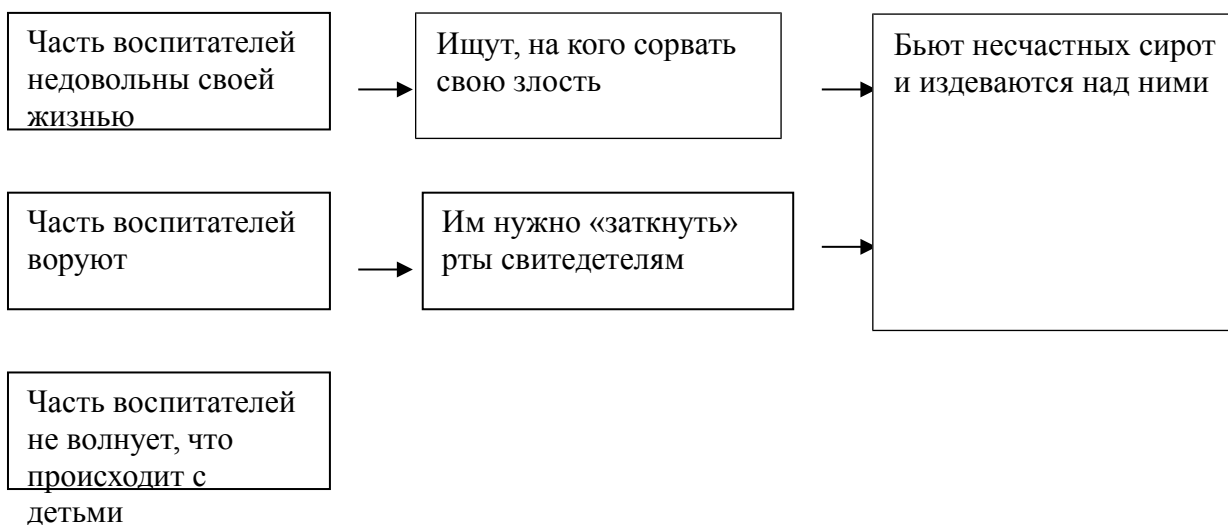 Часть воспитателей
недовольны своей
жизнью
Ищут, на кого сорвать
свою злость
Бьют несчастных сирот
и издеваются над ними
Часть воспитателей
воруют
Им нужно «заткнуть»
рты свитедетелям
Часть воспитателей
не волнует, что
происходит с
детьми